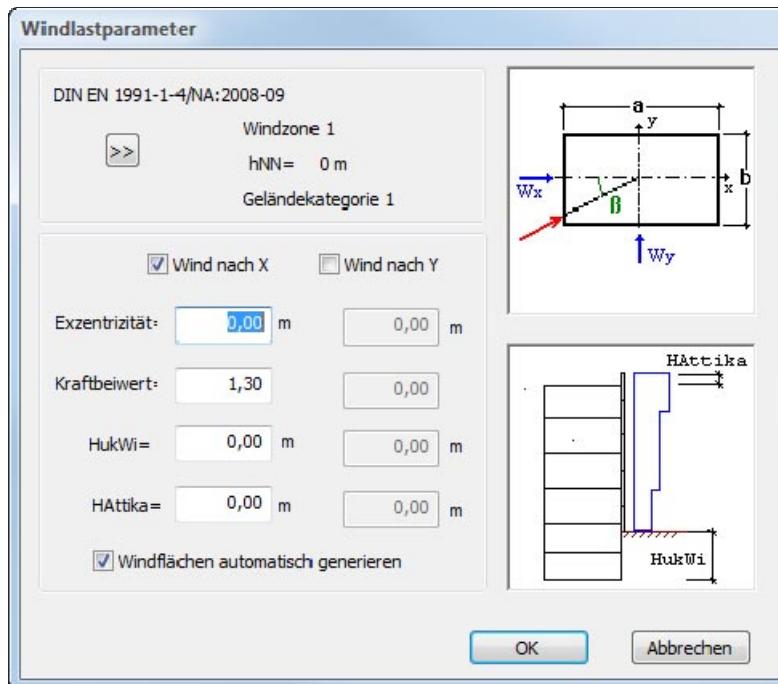 Windlastparameter
DIN EN 1991-1-4/NA:2008-09
>>
Windzone 1
hNN= 0 m
Geländekategorie 1
Wind nach X
Wind nach Y
Exzentrizität= 0,00 m 0,00 m
Kraftbeiwert= 1,30 0,00
HukWi= 0,00 m 0,00 m
HAttika= 0,00 m 0,00 m
Windflächen automatisch generieren
a
y
b
x
Wx
β
Wy
HAttika
HukWi
OK
Abbrechen